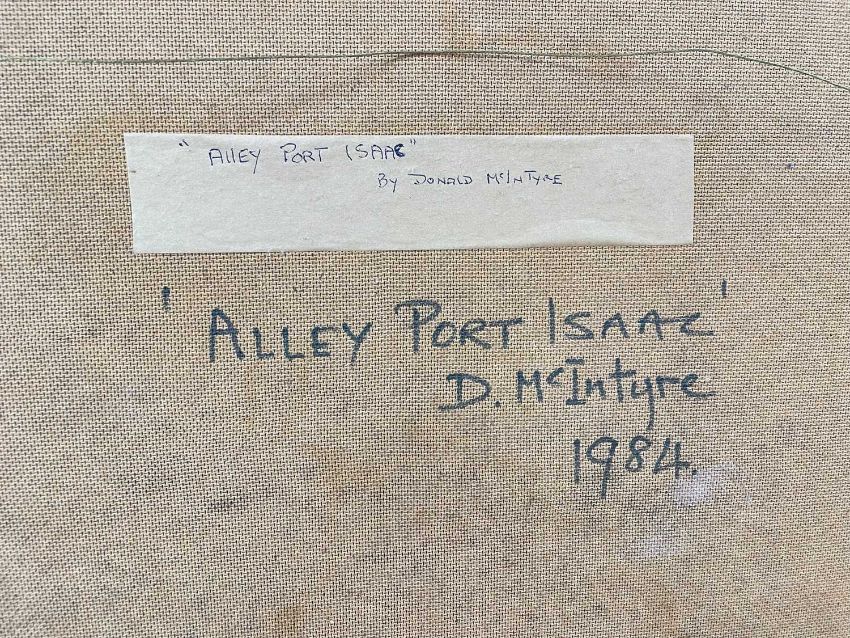 "ALLEY PORT ISAAC"
BY DONALD McINTYRE
'ALLEY PORT ISAAC'
D. McIntyre
1984.